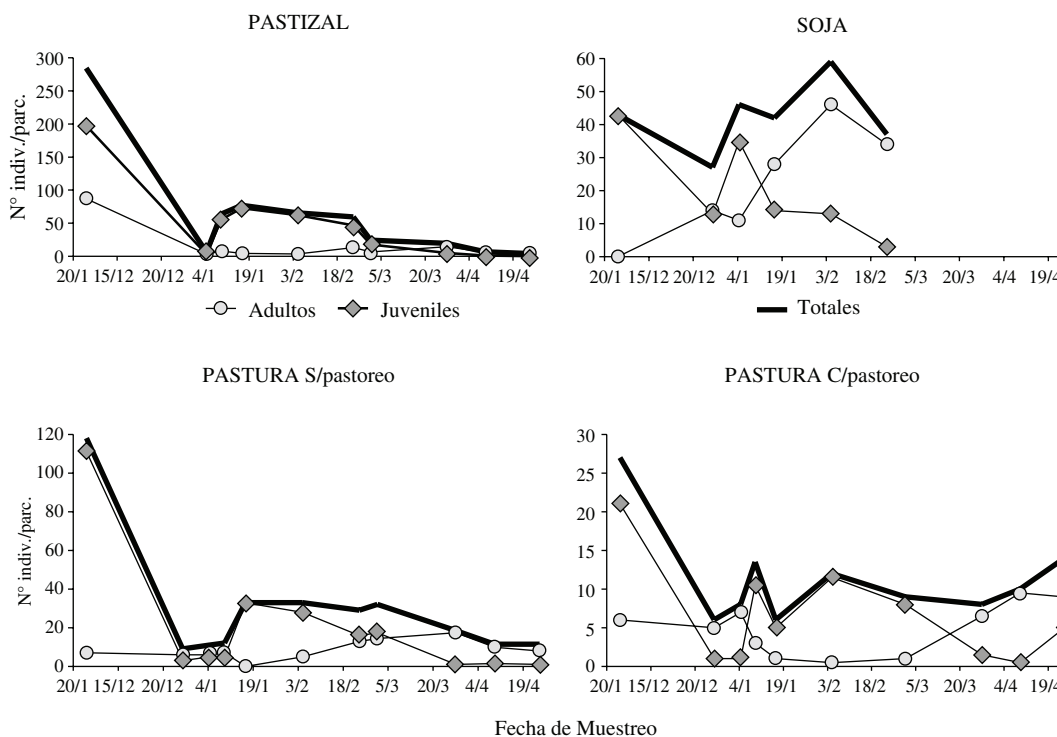 PASTIZAL
SOJA
N° indiv./parc.
300
250
200
150
100
50
0
20/1 15/12 20/12 4/1 19/1 3/2 18/2 5/3 20/3 4/4 19/4
60
50
40
30
20
10
0
20/1 15/12 20/12 4/1 19/1 3/2 18/2 5/3 20/3 4/4 19/4
Adultos Juveniles Totales
PASTURA S/pastoreo
PASTURA C/pastoreo
N° indiv./parc.
120
100
80
60
40
20
0
20/1 15/12 20/12 4/1 19/1 3/2 18/2 5/3 20/3 4/4 19/4
30
25
20
15
10
5
0
20/1 15/12 20/12 4/1 19/1 3/2 18/2 5/3 20/3 4/4 19/4
Fecha de Muestreo